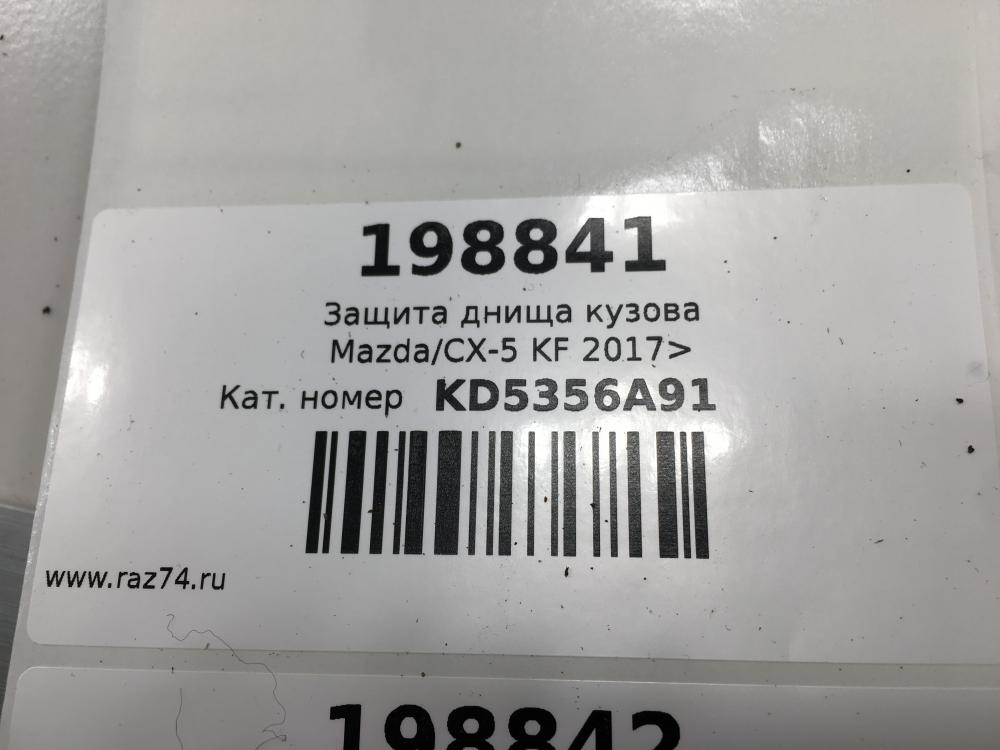 198841
Защита днища кузова
Mazda/CX-5 KF 2017>
Кат. номер KD5356A91
www.raz74.ru
198842